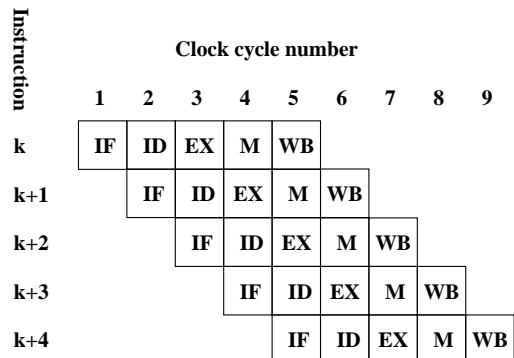 Instruction
Clock cycle number
1 2 3 4 5 6 7 8 9
k IF ID EX M WB
k+1 IF ID EX M WB
k+2 IF ID EX M WB
k+3 IF ID EX M WB
k+4 IF ID EX M WB